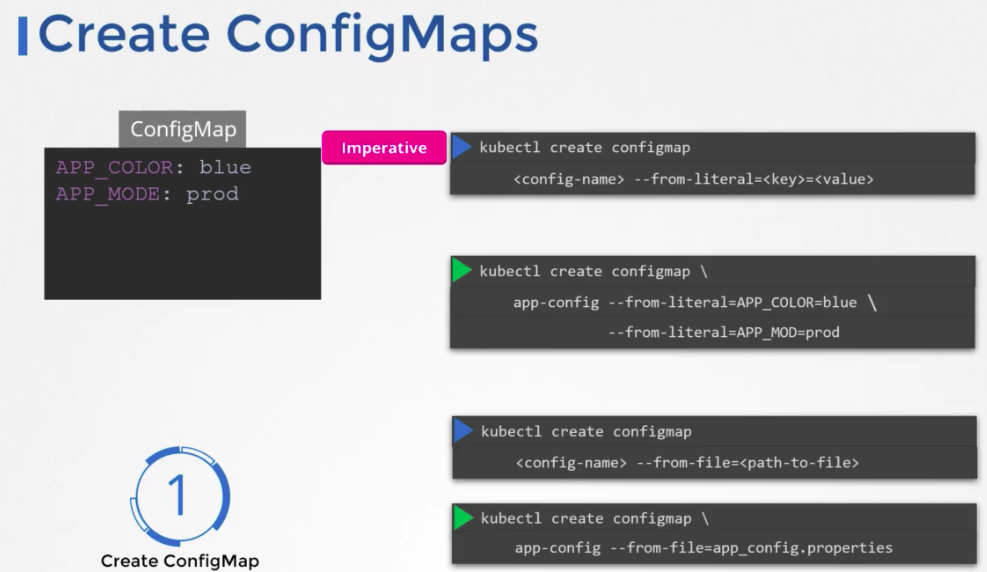 Create ConfigMaps
ConfigMap
APP_COLOR: blue
APP_MODE: prod
Imperative
kubectl create configmap
<config-name> --from-literal=<key>=<value>
kubectl create configmap \
app-config --from-literal=APP_COLOR=blue \
--from-literal=APP_MOD=prod
kubectl create configmap
<config-name> --from-file=<path-to-file>
kubectl create configmap \
app-config --from-file=app_config.properties
1
Create ConfigMap